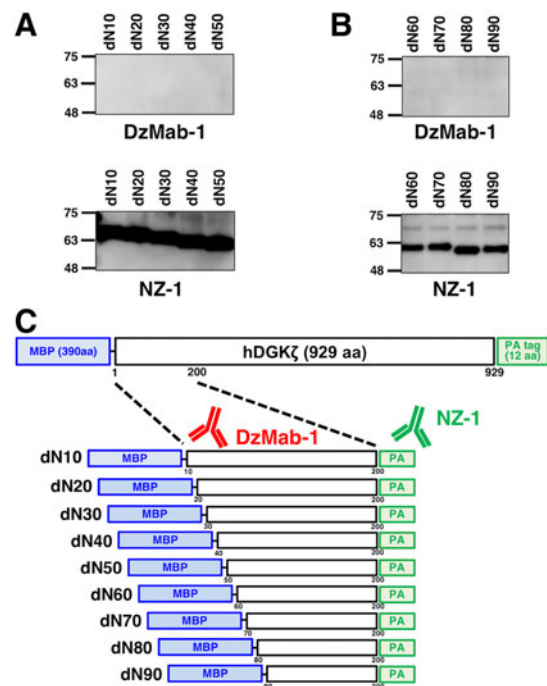 A
dN10 dN20 dN30 dN40 dN50
75
63
48
DzMab-1
dN10 dN20 dN30 dN40 dN50
75
63
48
NZ-1
B
dN60 dN70 dN80 dN90
75
63
48
DzMab-1
dN60 dN70 dN80 dN90
75
63
48
NZ-1
C
MBP (390aa) hDGKζ (929 aa) PA tag
(12 aa)
1 200 929
DzMab-1 NZ-1
dN10 MBP PA
10 200
dN20 MBP PA
20 200
dN30 MBP PA
30 200
dN40 MBP PA
40 200
dN50 MBP PA
50 200
dN60 MBP PA
60 200
dN70 MBP PA
70 200
dN80 MBP PA
80 200
dN90 MBP PA